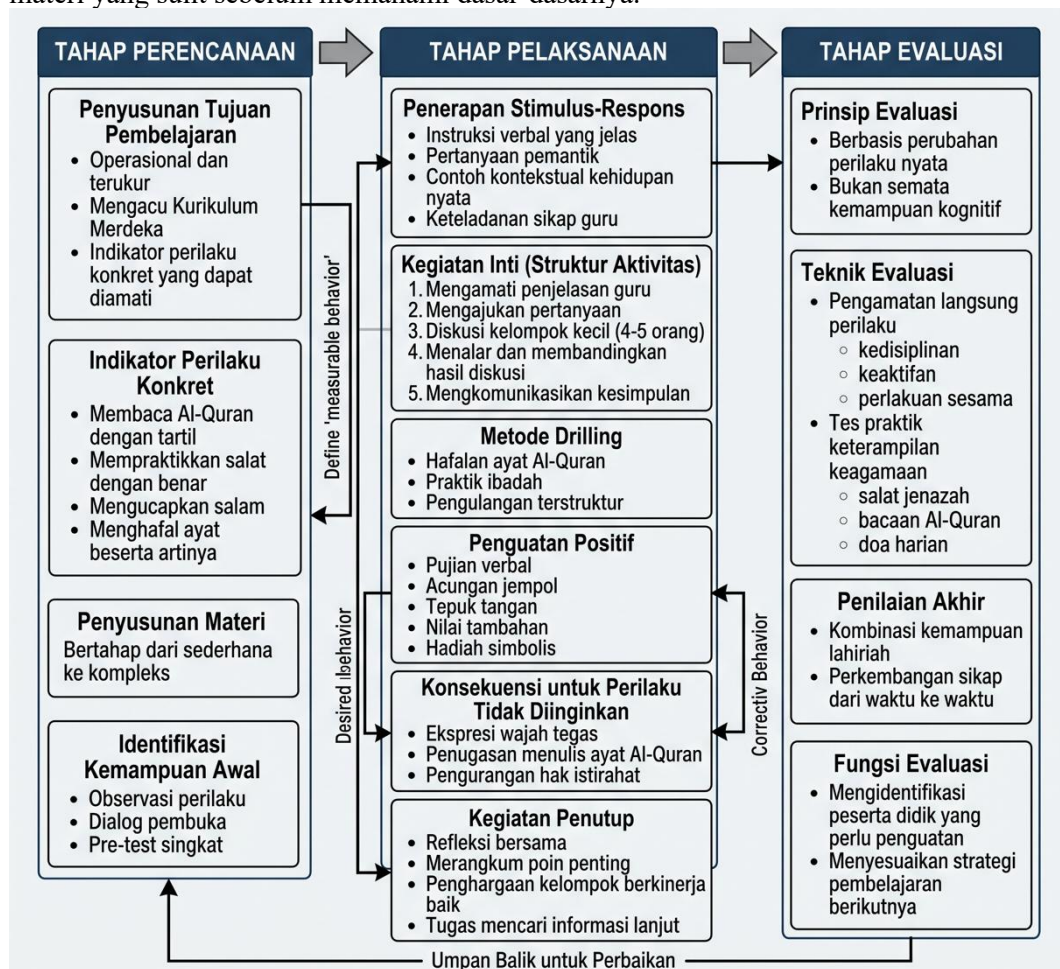 materi yang sulit sebelum memahami dasar-dasarnya.
TAHAP PERENCANAAN
Penyusunan Tujuan
Pembelajaran
• Operasional dan
terukur
• Mengacu Kurikulum
Merdeka
• Indikator perilaku
konkret yang dapat
diamati
Indikator Perilaku
Konkret
• Membaca Al-Quran
dengan tartil
• Mempraktikkan salat
dengan benar
• Mengucapkan salam
• Menghafal ayat
beserta artinya
Penyusunan Materi
Bertahap dari sederhana
ke kompleks
Identifikasi
Kemampuan Awal
• Observasi perilaku
• Dialog pembuka
• Pre-test singkat
Define 'measurable behavior'
Desired ibehavior
TAHAP PELAKSANAAN
Penerapan Stimulus-Respons
• Instruksi verbal yang jelas
• Pertanyaan pemantik
• Contoh kontekstual kehidupan
nyata
• Keteladanan sikap guru
Kegiatan Inti (Struktur Aktivitas)
1. Mengamati penjelasan guru
2. Mengajukan pertanyaan
3. Diskusi kelompok kecil (4-5 orang)
4. Menalar dan membandingkan
hasil diskusi
5. Mengkomunikasikan kesimpulan
Metode Drilling
• Hafalan ayat Al-Quran
• Praktik ibadah
• Pengulangan terstruktur
Penguatan Positif
• Pujian verbal
• Acungan jempol
• Tepuk tangan
• Nilai tambahan
• Hadiah simbolis
Konsekuensi untuk Perilaku
Tidak Diinginkan
• Ekspresi wajah tegas
• Penugasan menulis ayat Al-Quran
• Pengurangan hak istirahat
Kegiatan Penutup
• Refleksi bersama
• Merangkum poin penting
• Penghargaan kelompok berkinerja
baik
• Tugas mencari informasi lanjut
Correctiv Behavior
TAHAP EVALUASI
Prinsip Evaluasi
• Berbasis perubahan
perilaku nyata
• Bukan semata
kemampuan kognitif
Teknik Evaluasi
• Pengamatan langsung
perilaku
○ kedisiplinan
○ keaktifan
○ perlakuan sesama
• Tes praktik
keterampilan
keagamaan
○ salat jenazah
○ bacaan Al-Quran
○ doa harian
Penilaian Akhir
• Kombinasi kemampuan
lahiriah
• Perkembangan sikap
dari waktu ke waktu
Fungsi Evaluasi
• Mengidentifikasi
peserta didik yang
perlu penguatan
• Menyesuaikan strategi
pembelajaran
berikutnya
Umpan Balik untuk Perbaikan